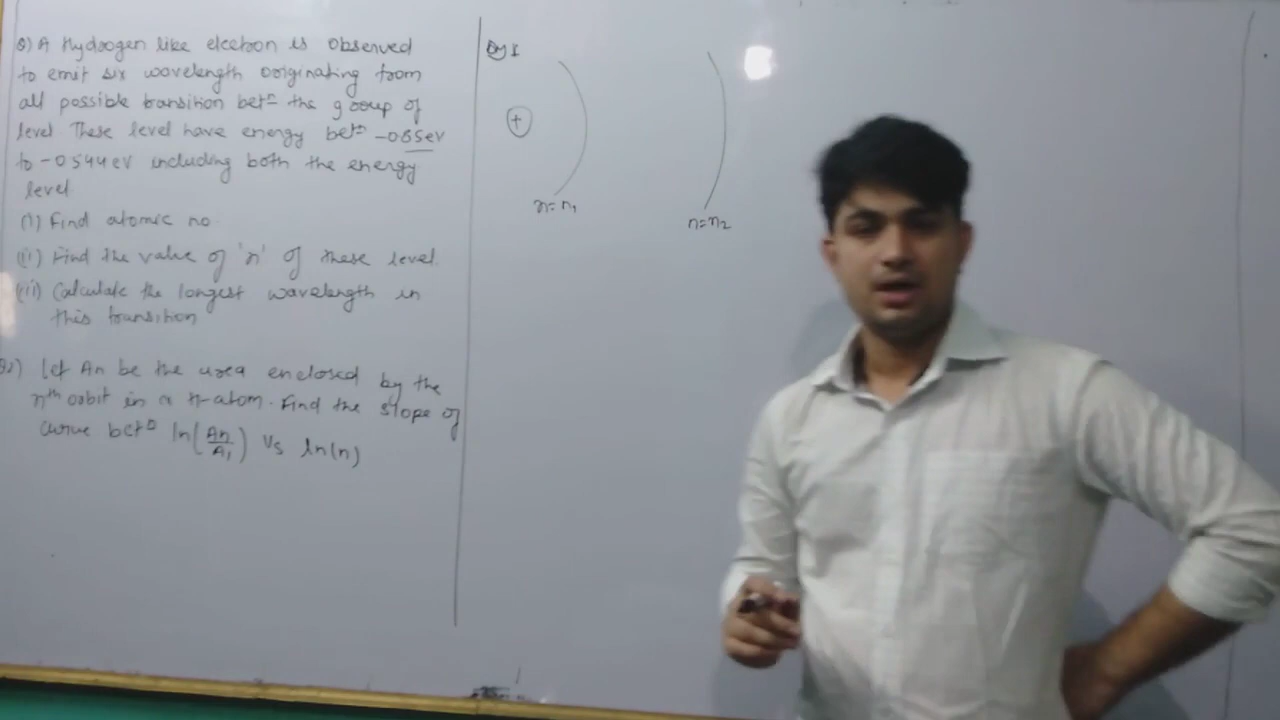 Q) A Hydrogen like electron is observed
to emit six wavelength originating from
all possible transition betⁿ the group of
level These level have energy betⁿ -0.85ev
to -0.544ev including both the energy
level
(i) Find atomic no.
(ii) Find the value of 'n' of these level.
(iii) Calculate the longest wavelength in
this transition
Q2) Let An be the urea enclosed by the
nth orbit in a H-atom. Find the slope of
curve betⁿ ln(An/A1) Vs ln(n)
+
n=n1
n=n2